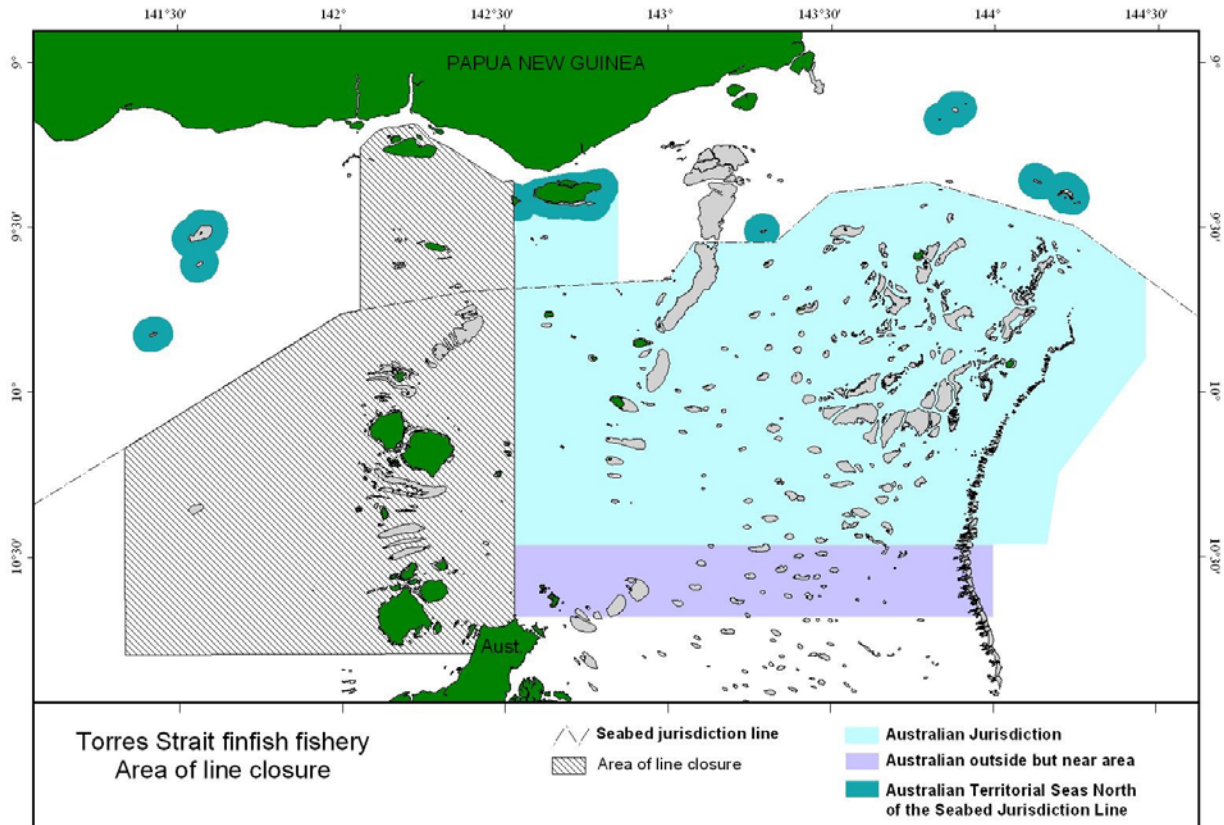 141°30' 142° 142°30' 143° 143°30' 144° 144°30'
9° 9°
PAPUA NEW GUINEA
9°30' 9°30'
10° 10°
10°30' 10°30'
Aust.
Torres Strait finfish fishery
Area of line closure
Seabed jurisdiction line
Area of line closure
Australian Jurisdiction
Australian outside but near area
Australian Territorial Seas North
of the Seabed Jurisdiction Line